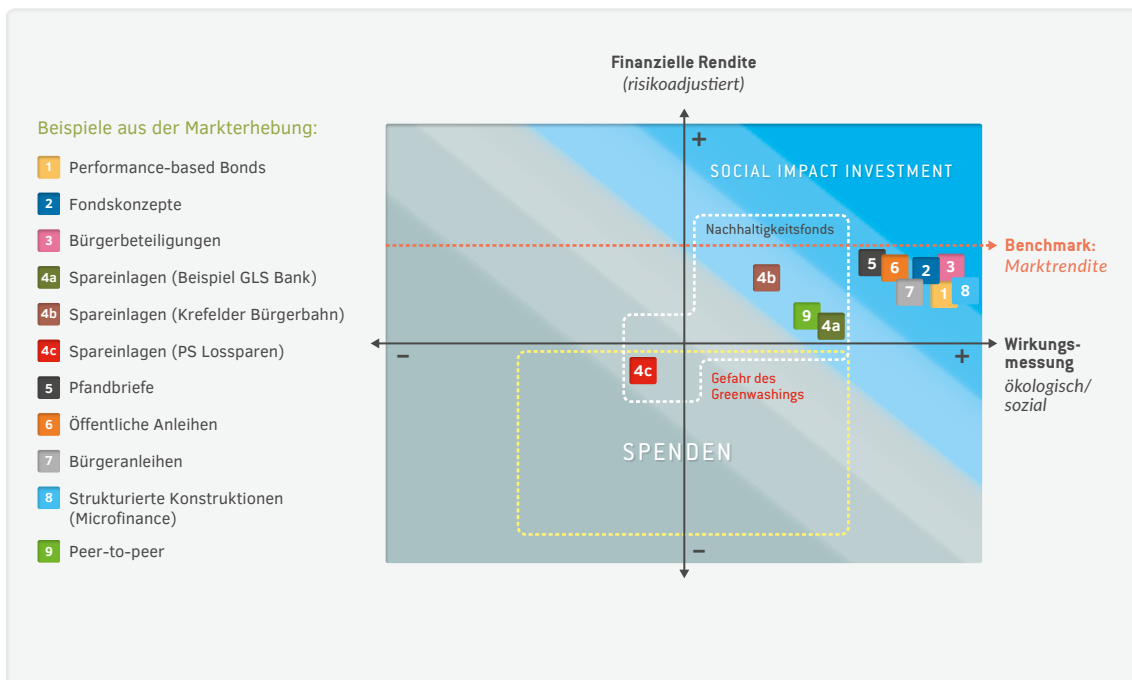 Finanzielle Rendite
(risikoadjustiert)
Beispiele aus der Markterhebung:
1 Performance-based Bonds
2 Fondskonzepte
3 Bürgerbeteiligungen
4a Spareinlagen (Beispiel GLS Bank)
4b Spareinlagen (Krefelder Bürgerbahn)
4c Spareinlagen (PS Lossparen)
5 Pfandbriefe
6 Öffentliche Anleihen
7 Bürgeranleihen
8 Strukturierte Konstruktionen
(Microfinance)
9 Peer-to-peer
+
SOCIAL IMPACT INVESTMENT
Nachhaltigkeitsfonds
Benchmark:
Marktrendite
5
6
2
3
4b
7
1
8
9
4a
–
+
Wirkungs-
messung
ökologisch/
sozial
4c
Gefahr des
Greenwashings
SPENDEN
–